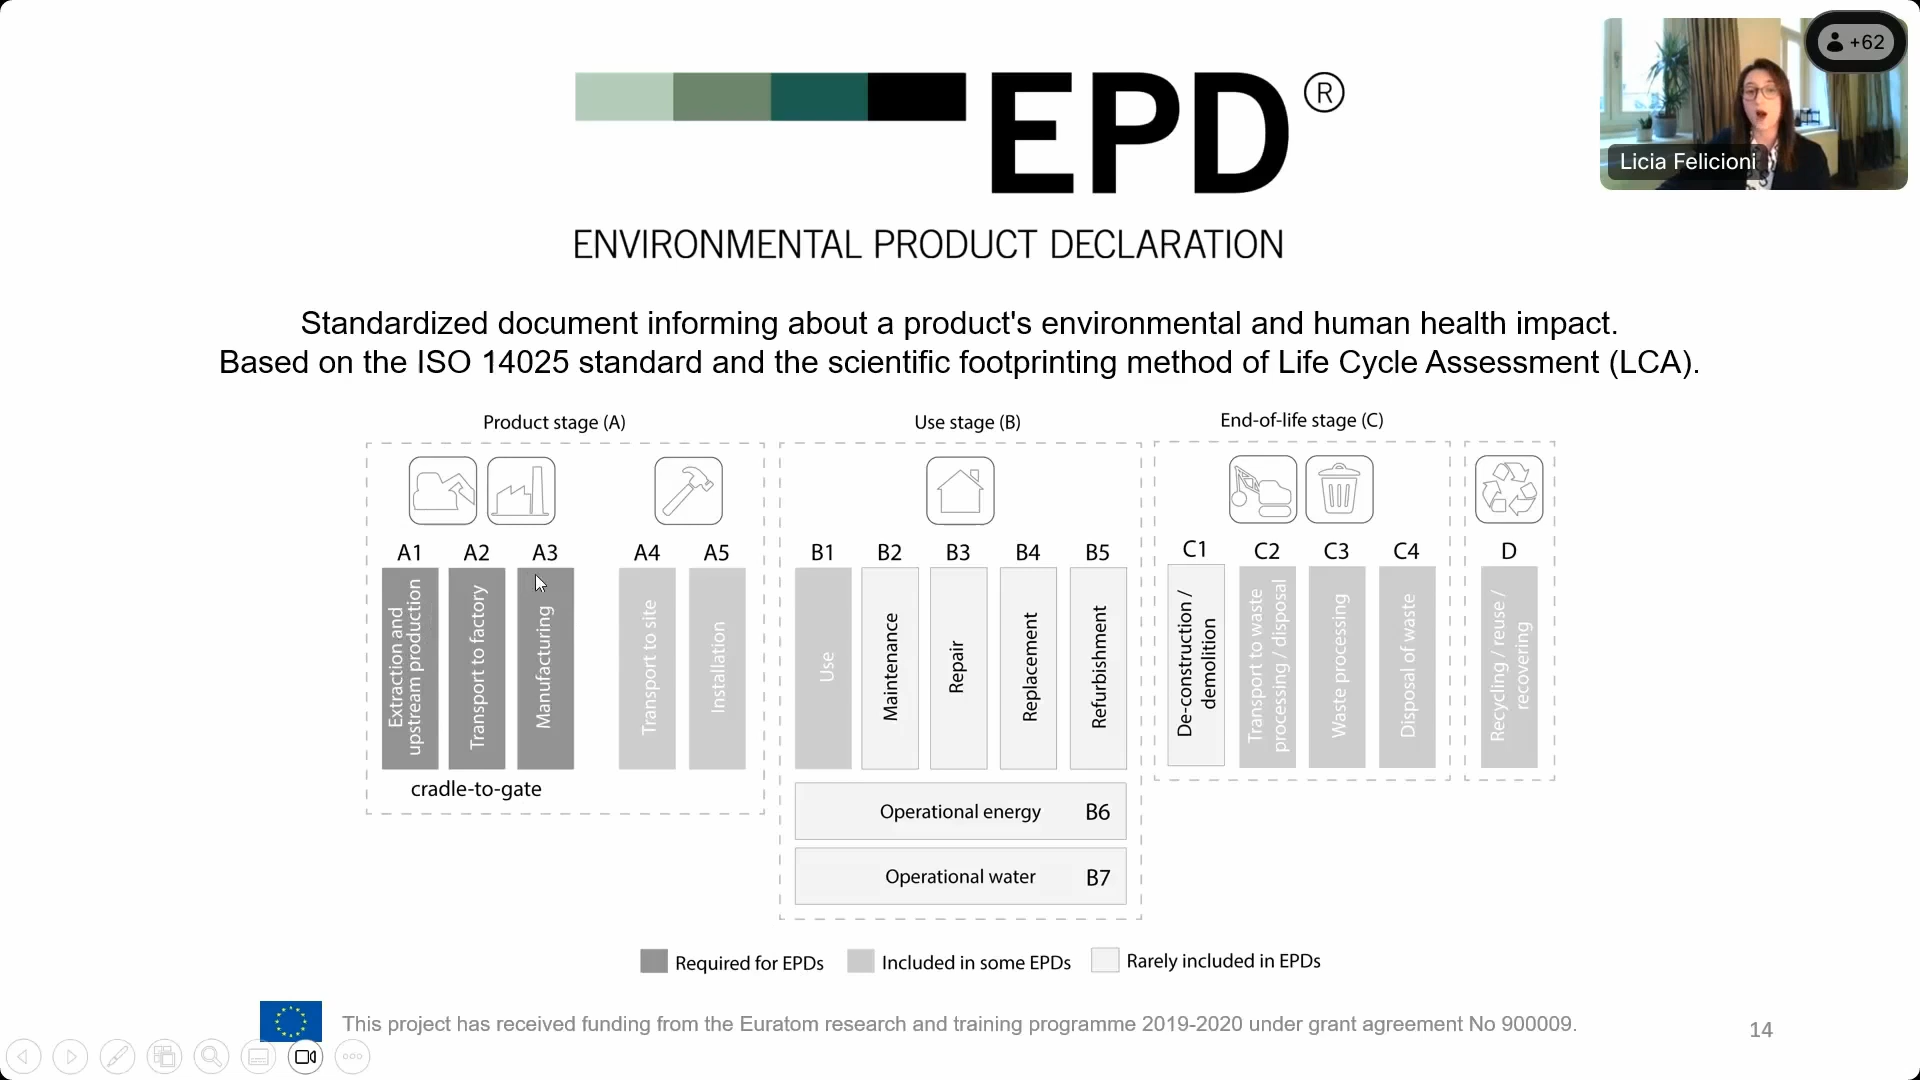 +62
Licia Felicioni
EPD®
ENVIRONMENTAL PRODUCT DECLARATION
Standardized document informing about a product's environmental and human health impact.
Based on the ISO 14025 standard and the scientific footprinting method of Life Cycle Assessment (LCA).
Product stage (A)
Use stage (B)
End-of-life stage (C)
A1
A2
A3
A4
A5
B1
B2
B3
B4
B5
C1
C2
C3
C4
D
Extraction and
upstream production
Transport to factory
Manufacturing
Transport to site
Installation
Use
Maintenance
Repair
Replacement
Refurbishment
De-construction /
demolition
Transport to waste
processing / disposal
Waste processing
Disposal of waste
Recycling / reuse /
recovering
cradle-to-gate
Operational energy B6
Operational water B7
Required for EPDs
Included in some EPDs
Rarely included in EPDs
This project has received funding from the Euratom research and training programme 2019-2020 under grant agreement No 900009.
14